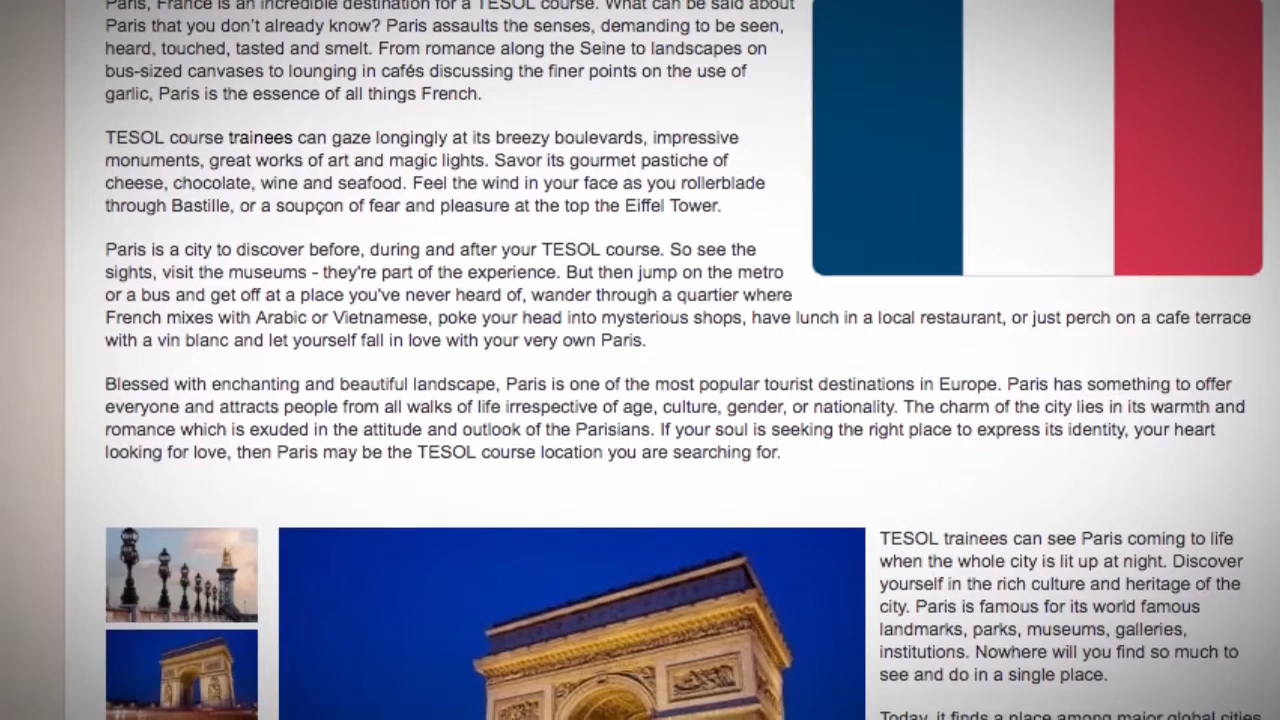 Paris, France is an incredible destination for a TESOL course. What can be said about
Paris that you don't already know? Paris assaults the senses, demanding to be seen,
heard, touched, tasted and smelt. From romance along the Seine to landscapes on
bus-sized canvases to lounging in cafés discussing the finer points on the use of
garlic, Paris is the essence of all things French.
TESOL course trainees can gaze longingly at its breezy boulevards, impressive
monuments, great works of art and magic lights. Savor its gourmet pastiche of
cheese, chocolate, wine and seafood. Feel the wind in your face as you rollerblade
through Bastille, or a soupçon of fear and pleasure at the top the Eiffel Tower.
Paris is a city to discover before, during and after your TESOL course. So see the
sights, visit the museums - they're part of the experience. But then jump on the metro
or a bus and get off at a place you've never heard of, wander through a quartier where
French mixes with Arabic or Vietnamese, poke your head into mysterious shops, have lunch in a local restaurant, or just perch on a cafe terrace
with a vin blanc and let yourself fall in love with your very own Paris.
Blessed with enchanting and beautiful landscape, Paris is one of the most popular tourist destinations in Europe. Paris has something to offer
everyone and attracts people from all walks of life irrespective of age, culture, gender, or nationality. The charm of the city lies in its warmth and
romance which is exuded in the attitude and outlook of the Parisians. If your soul is seeking the right place to express its identity, your heart
looking for love, then Paris may be the TESOL course location you are searching for.
TESOL trainees can see Paris coming to life
when the whole city is lit up at night. Discover
yourself in the rich culture and heritage of the
city. Paris is famous for its world famous
landmarks, parks, museums, galleries,
institutions. Nowhere will you find so much to
see and do in a single place.
Today, it finds a place among major global cities